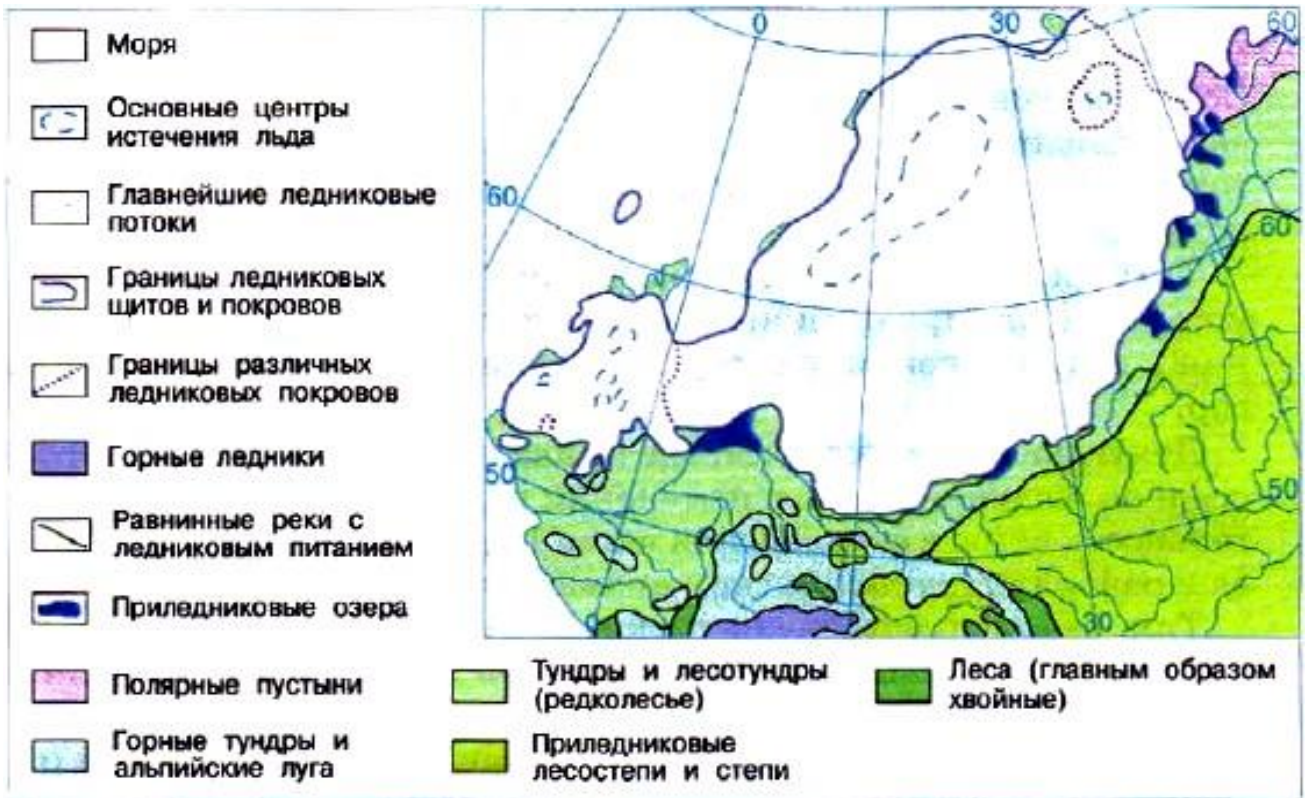 Моря
Основные центры
истечения льда
Главнейшие ледниковые
потоки
Границы ледниковых
щитов и покровов
Границы различных
ледниковых покровов
Горные ледники
Равнинные реки с
ледниковым питанием
Приледниковые озера
Полярные пустыни
Горные тундры и
альпийские луга
Тундры и лесотундры
(редколесье)
Приледниковые
лесостепи и степи
Леса (главным образом
хвойные)
0
30
60
60
60
50
50
0
30